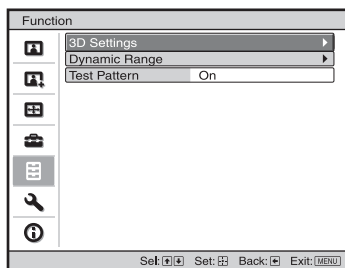 Function
3D Settings
Dynamic Range
Test Pattern On
Sel: Set: Back: Exit: MENU